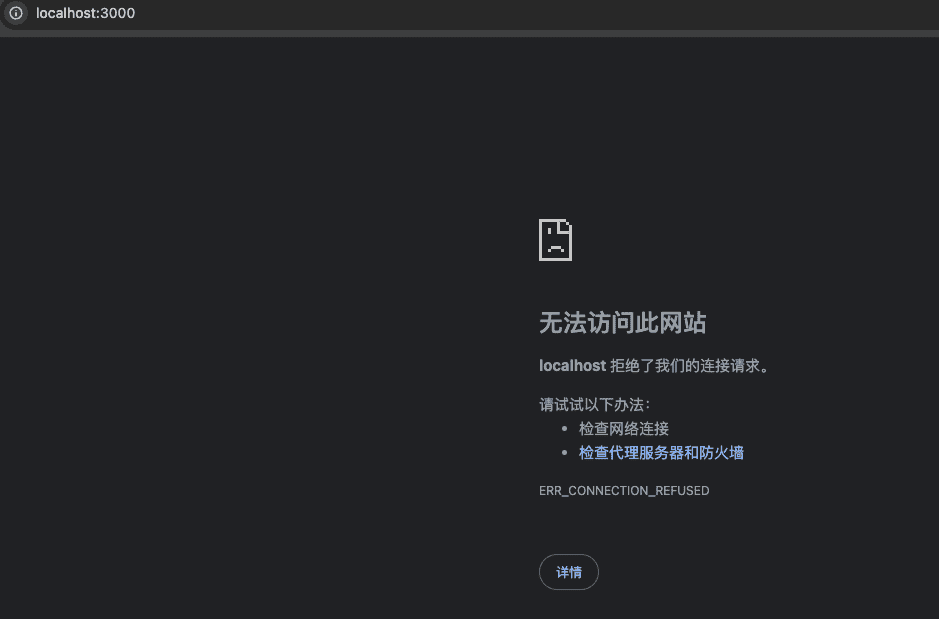 localhost:3000
无法访问此网站
localhost 拒绝了我们的连接请求。
请试试以下办法：
检查网络连接
检查代理服务器和防火墙
ERR_CONNECTION_REFUSED
详情